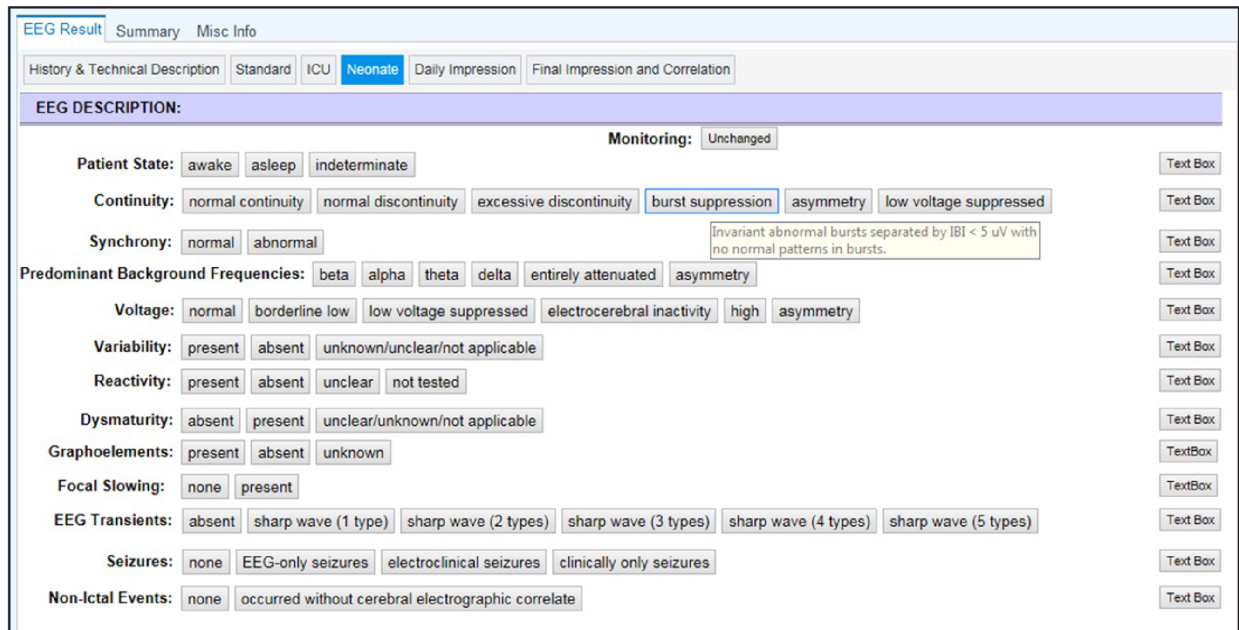 EEG Result Summary Misc Info
History & Technical Description Standard ICU Neonate Daily Impression Final Impression and Correlation
EEG DESCRIPTION:
Monitoring: Unchanged
Patient State: awake asleep indeterminate Text Box
Continuity: normal continuity normal discontinuity excessive discontinuity burst suppression asymmetry low voltage suppressed Text Box
Invariant abnormal bursts separated by IBI < 5 uV with
no normal patterns in bursts.
Synchrony: normal abnormal Text Box
Predominant Background Frequencies: beta alpha theta delta entirely attenuated asymmetry Text Box
Voltage: normal borderline low low voltage suppressed electrocerebral inactivity high asymmetry Text Box
Variability: present absent unknown/unclear/not applicable Text Box
Reactivity: present absent unclear not tested Text Box
Dysmaturity: absent present unclear/unknown/not applicable Text Box
Graphoelements: present absent unknown TextBox
Focal Slowing: none present TextBox
EEG Transients: absent sharp wave (1 type) sharp wave (2 types) sharp wave (3 types) sharp wave (4 types) sharp wave (5 types) Text Box
Seizures: none EEG-only seizures electroclinical seizures clinically only seizures Text Box
Non-Ictal Events: none occurred without cerebral electrographic correlate Text Box